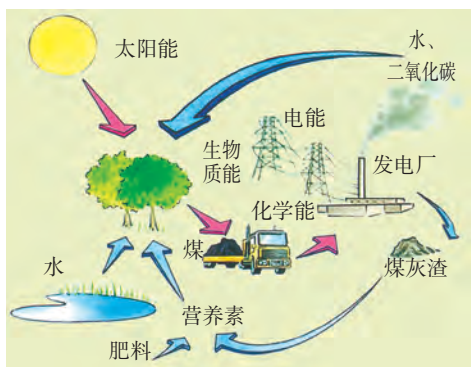 太阳能
水、
二氧化碳
电能
生物
质能
发电厂
化学能
煤
水
煤灰渣
营养素
肥料